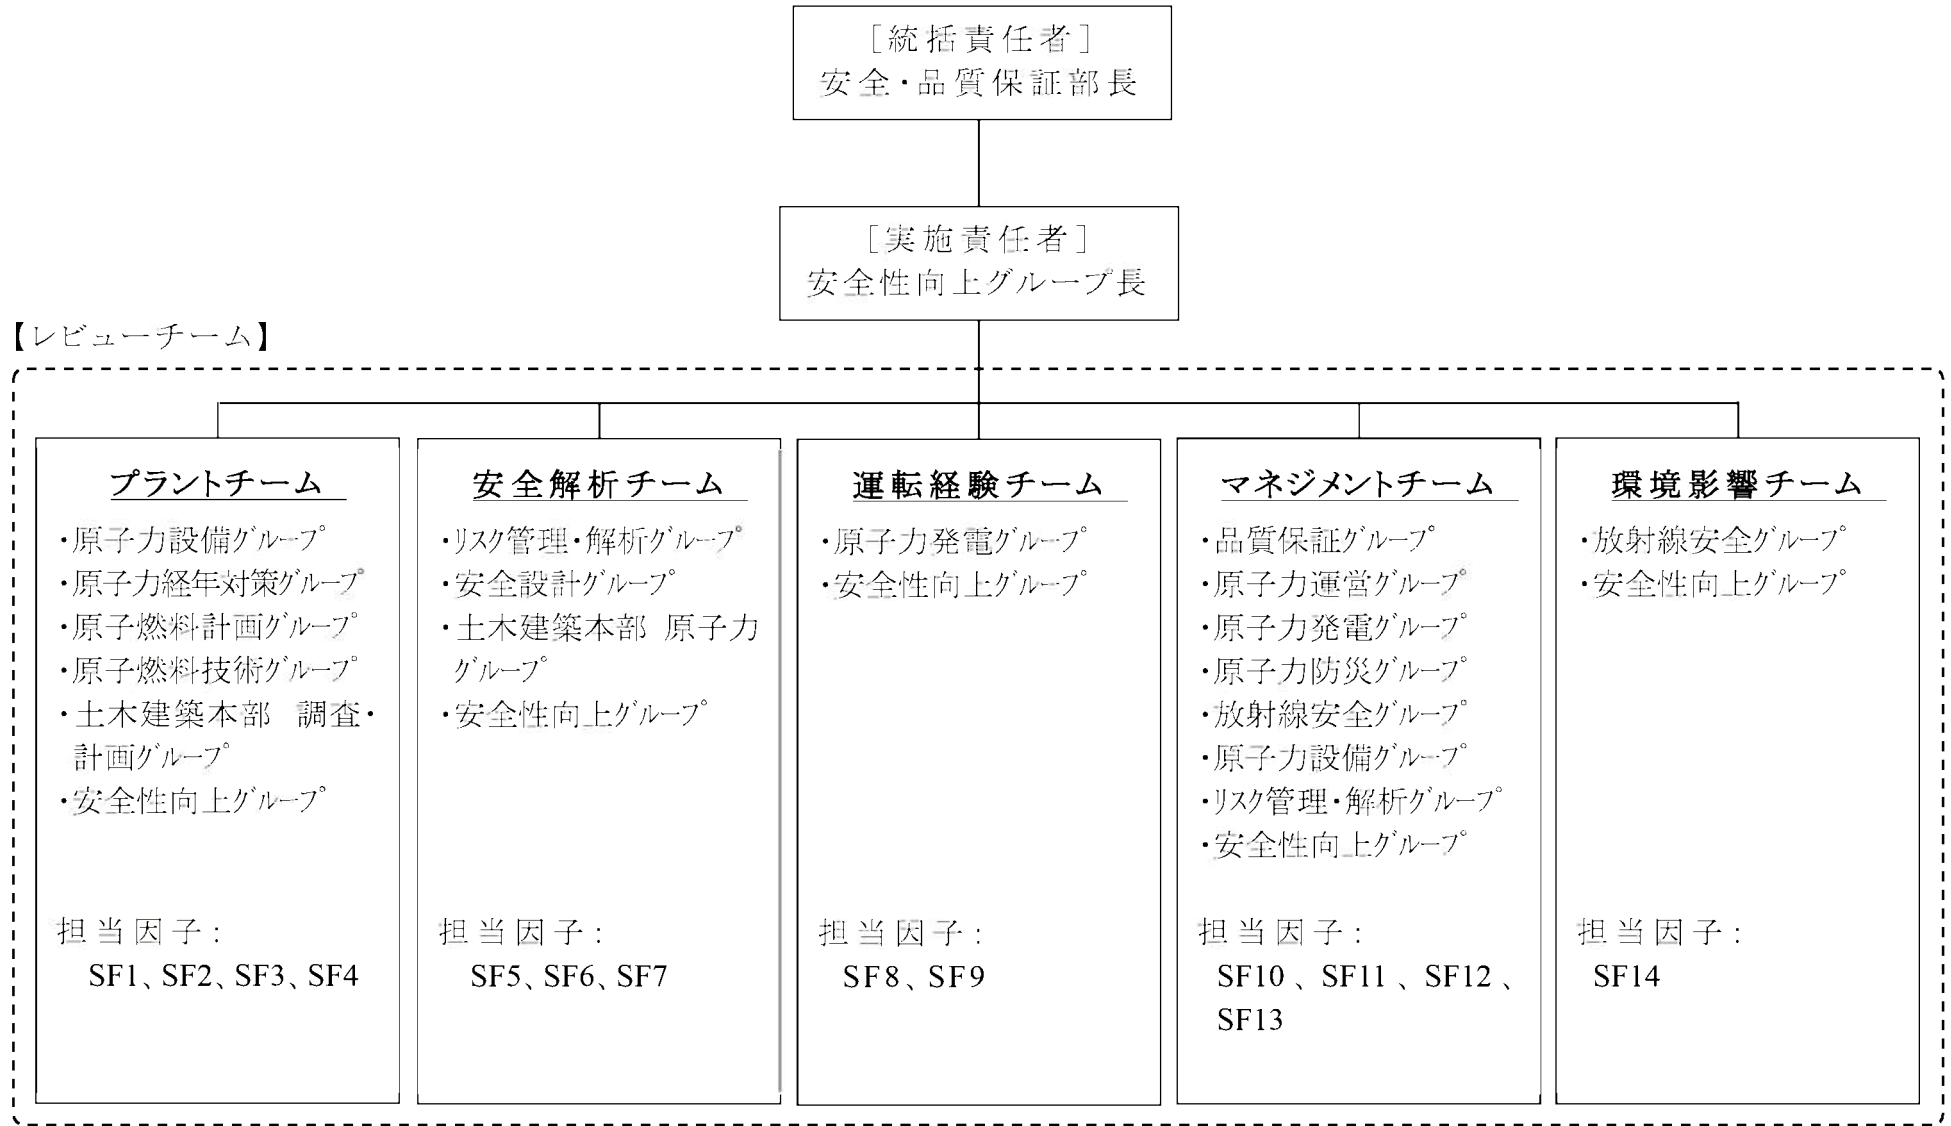 [統括責任者]
安全・品質保証部長
[実施責任者]
安全性向上グループ長
【レビューチーム】
プラントチーム
・原子力設備グループ
・原子力経年対策グループ
・原子燃料計画グループ
・原子燃料技術グループ
・土木建築本部 調査・
計画グループ
・安全性向上グループ
担当因子：
SF1、SF2、SF3、SF4
安全解析チーム
・リスク管理・解析グループ
・安全設計グループ
・土木建築本部 原子力
グループ
・安全性向上グループ
担当因子：
SF5、SF6、SF7
運転経験チーム
・原子力発電グループ
・安全性向上グループ
担当因子：
SF8、SF9
マネジメントチーム
・品質保証グループ
・原子力運営グループ
・原子力発電グループ
・原子力防災グループ
・放射線安全グループ
・原子力設備グループ
・リスク管理・解析グループ
・安全性向上グループ
担当因子：
SF10、SF11、SF12、
SF13
環境影響チーム
・放射線安全グループ
・安全性向上グループ
担当因子：
SF14